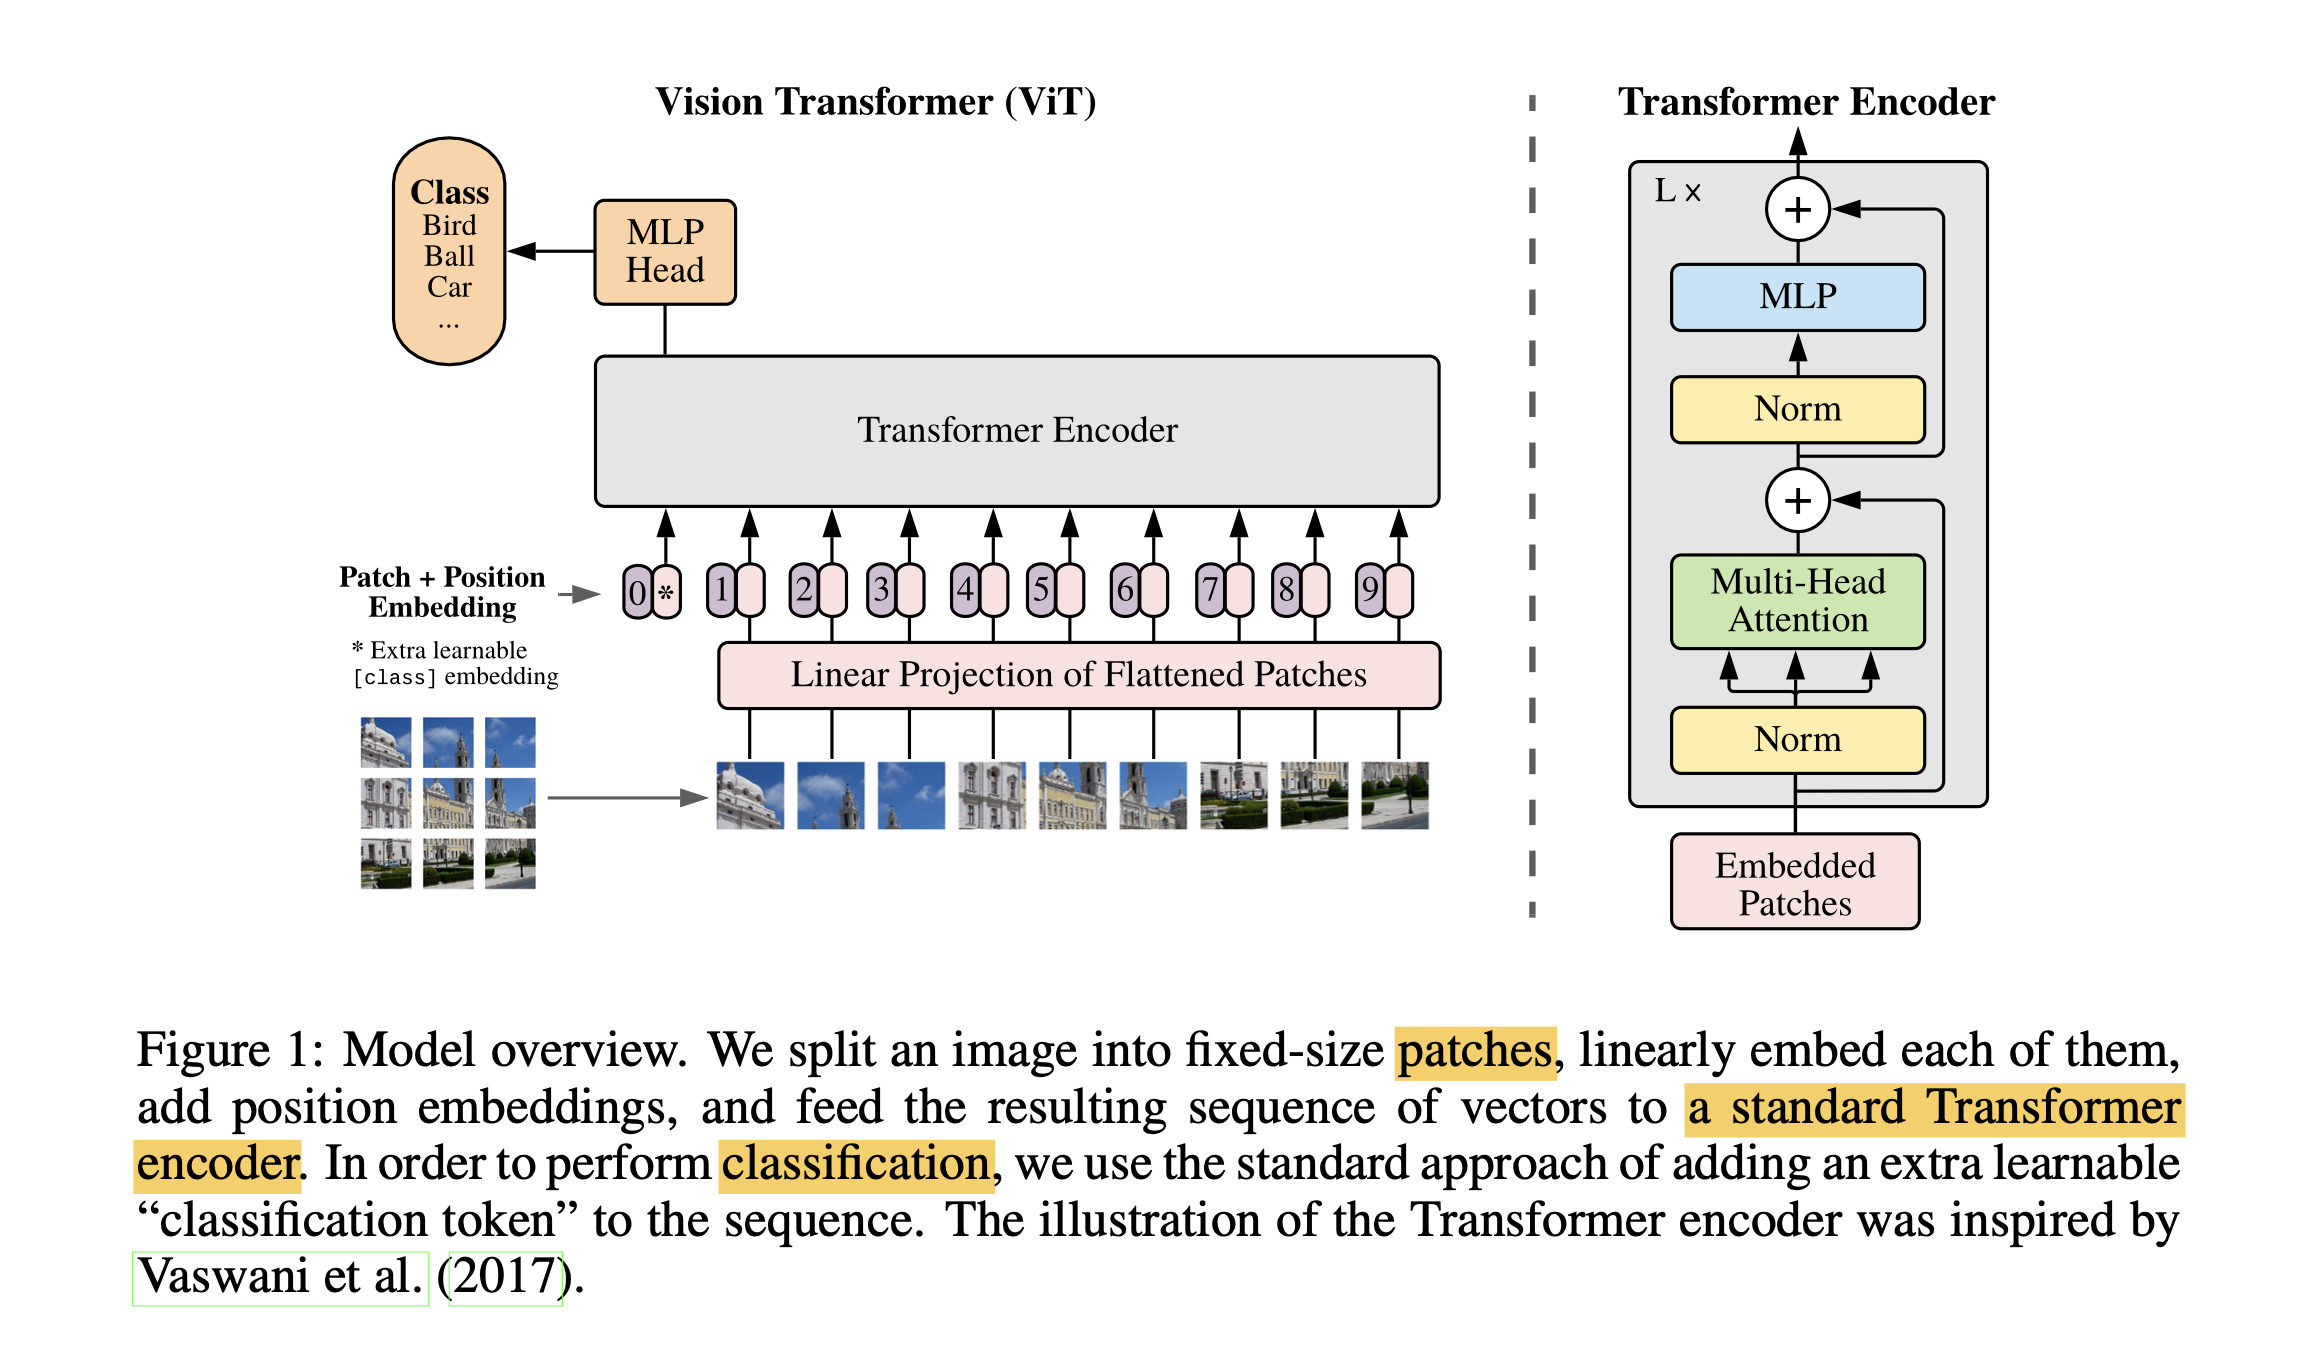 Vision Transformer (ViT)
Class
Bird
Ball
Car
...
MLP
Head
Transformer Encoder
Patch + Position
Embedding
0 * 1 2 3 4 5 6 7 8 9
* Extra learnable
[class] embedding
Linear Projection of Flattened Patches
Transformer Encoder
L ×
+
MLP
Norm
+
Multi-Head
Attention
Norm
Embedded
Patches
Figure 1: Model overview. We split an image into fixed-size patches, linearly embed each of them,
add position embeddings, and feed the resulting sequence of vectors to a standard Transformer
encoder. In order to perform classification, we use the standard approach of adding an extra learnable
“classification token” to the sequence. The illustration of the Transformer encoder was inspired by
Vaswani et al. (2017).